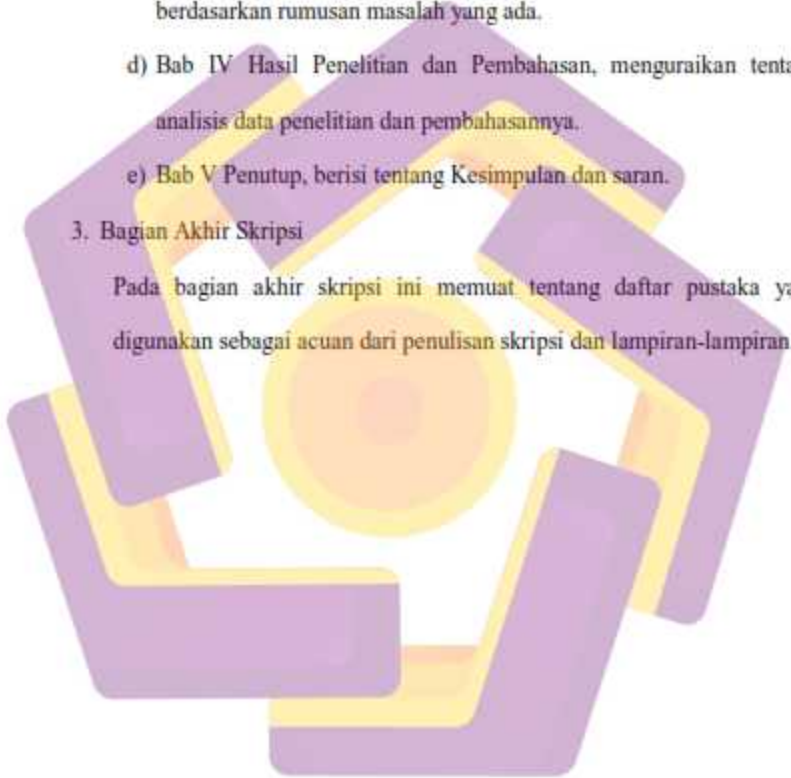 berdasarkan rumusan masalah yang ada.
d) Bab IV Hasil Penelitian dan Pembahasan, menguraikan tenta
analisis data penelitian dan pembahasannya.
e) Bab V Penutup, berisi tentang Kesimpulan dan saran.
3. Bagian Akhir Skripsi
Pada bagian akhir skripsi ini memuat tentang daftar pustaka ya
digunakan sebagai acuan dari penulisan skripsi dan lampiran-lampiran